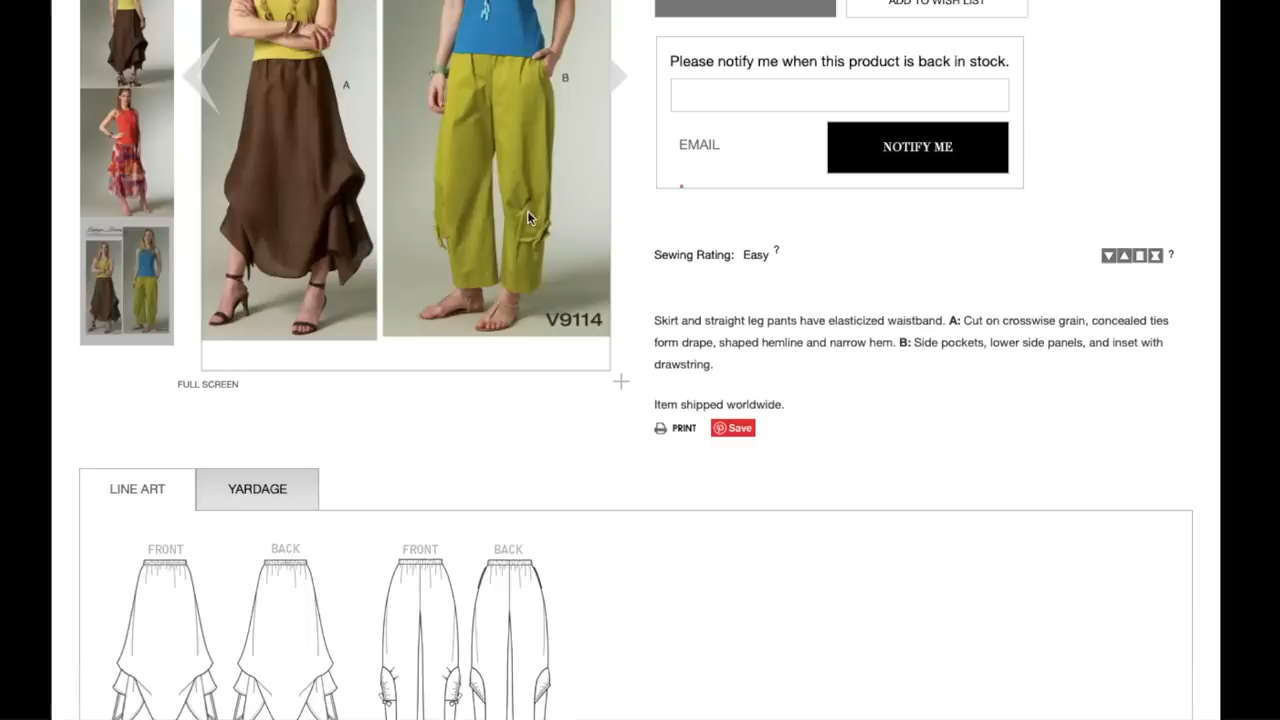 ADD TO WISH LIST
Please notify me when this product is back in stock.
A
B
EMAIL
NOTIFY ME
Sewing Rating: Easy ?
?
V9114
Skirt and straight leg pants have elasticized waistband. A: Cut on crosswise grain, concealed ties
form drape, shaped hemline and narrow hem. B: Side pockets, lower side panels, and inset with
drawstring.
FULL SCREEN
Item shipped worldwide.
PRINT
Save
LINE ART
YARDAGE
FRONT
BACK
FRONT
BACK